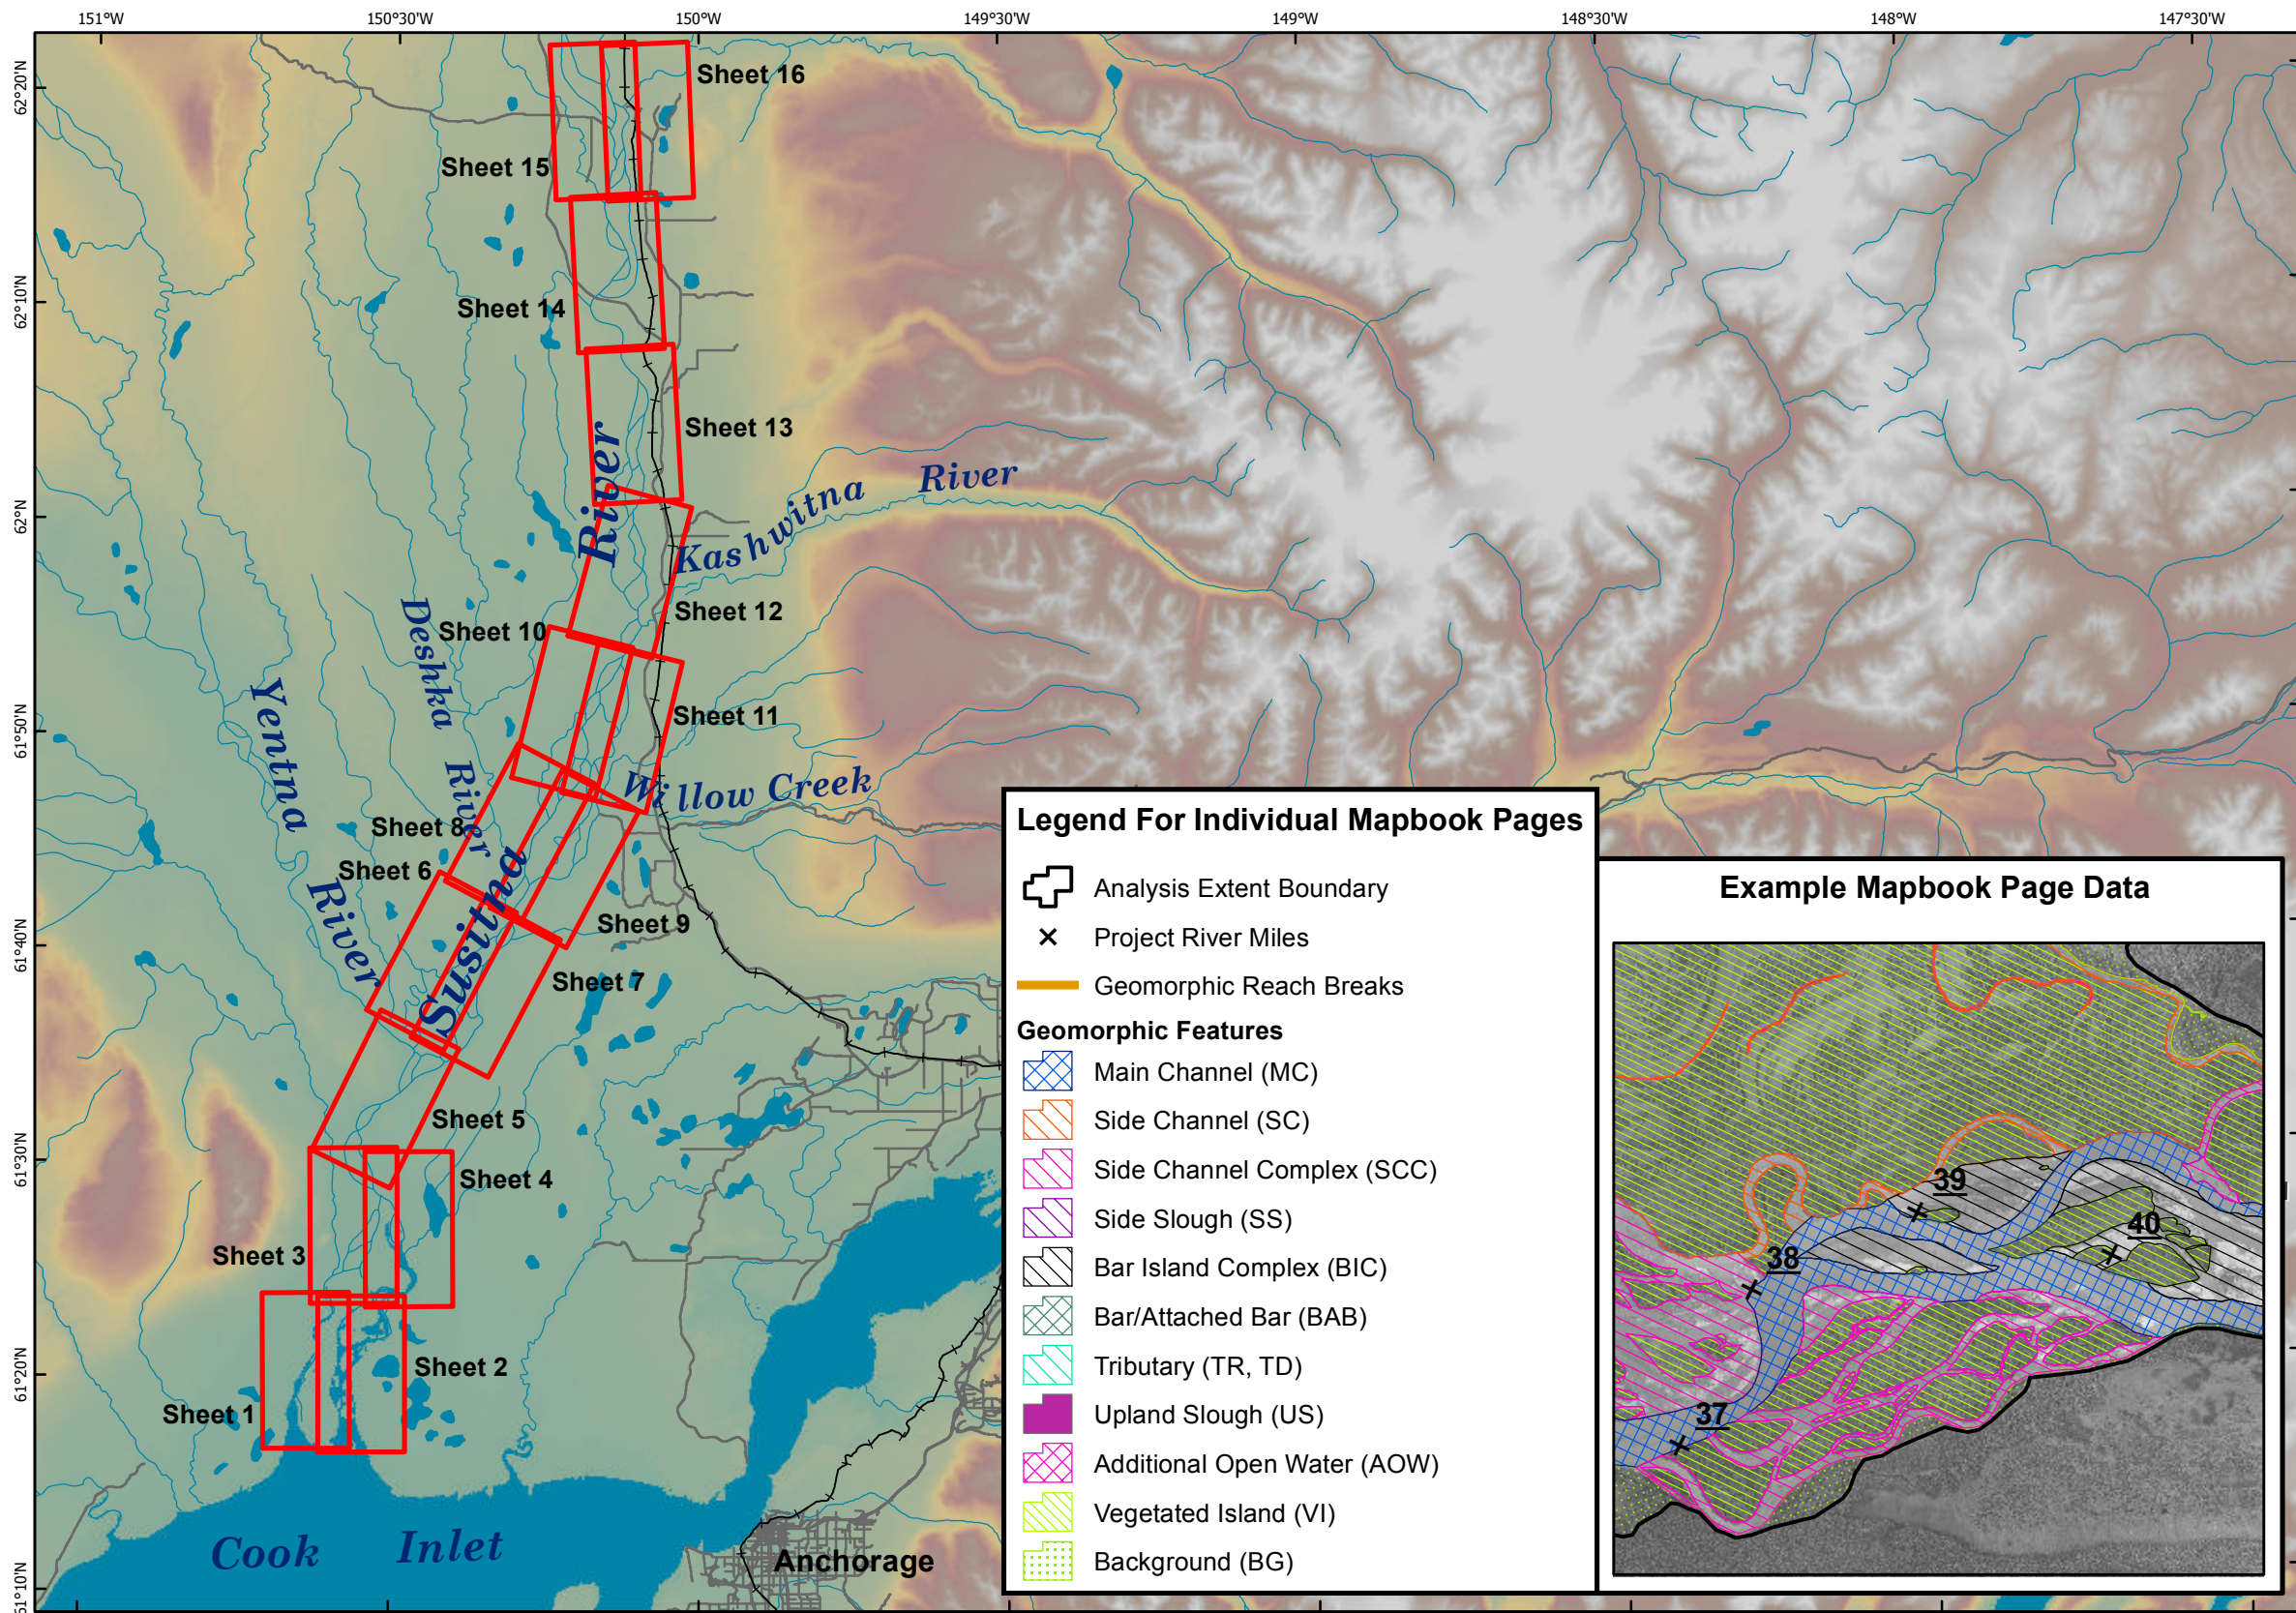 151°W 150°30'W 150°W 149°30'W 149°W 148°30'W 148°W 147°30'W
62°20'N
62°10'N
62°N
61°50'N
61°40'N
61°30'N
61°20'N
61°10'N
Sheet 16
Sheet 15
Sheet 14
Sheet 13
River
Kashwitna River
Sheet 12
Sheet 10
Deshka River
Sheet 11
Yentna River
Willow Creek
Sheet 8
Sheet 6
Susitna
Sheet 9
Sheet 7
Sheet 5
Sheet 4
Sheet 3
Sheet 2
Sheet 1
Cook Inlet
Anchorage
Legend For Individual Mapbook Pages
Analysis Extent Boundary
Project River Miles
Geomorphic Reach Breaks
Geomorphic Features
Main Channel (MC)
Side Channel (SC)
Side Channel Complex (SCC)
Side Slough (SS)
Bar Island Complex (BIC)
Bar/Attached Bar (BAB)
Tributary (TR, TD)
Upland Slough (US)
Additional Open Water (AOW)
Vegetated Island (VI)
Background (BG)
Example Mapbook Page Data
39
40
38
37